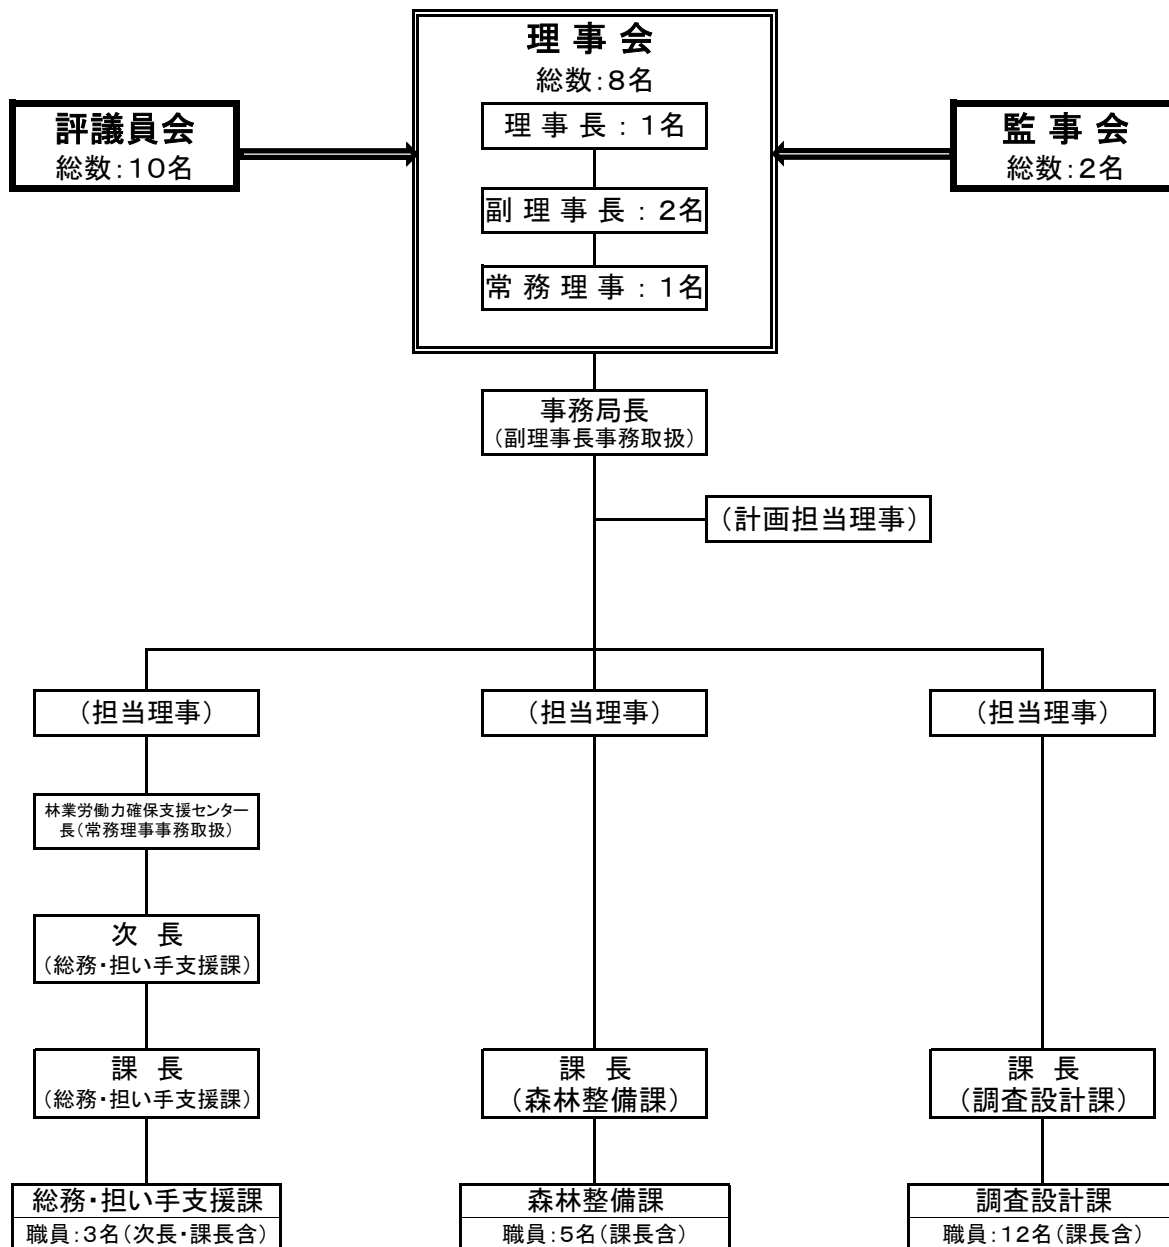 理 事 会
総数：８名
理 事 長 ： １名
副 理 事 長 ： ２名
常 務 理 事 ： １名
評議員会
総数：１０名
監 事 会
総数：２名
事務局長
（副理事長事務取扱）
（計画担当理事）
（担当理事）
（担当理事）
（担当理事）
林業労働力確保支援センター
長（常務理事事務取扱）
次 長
（総務・担い手支援課）
課 長
（総務・担い手支援課）
課 長
（森林整備課）
課 長
（調査設計課）
総務・担い手支援課
職員：３名（次長・課長含）
森林整備課
職員：５名（課長含）
調査設計課
職員：１２名（課長含）